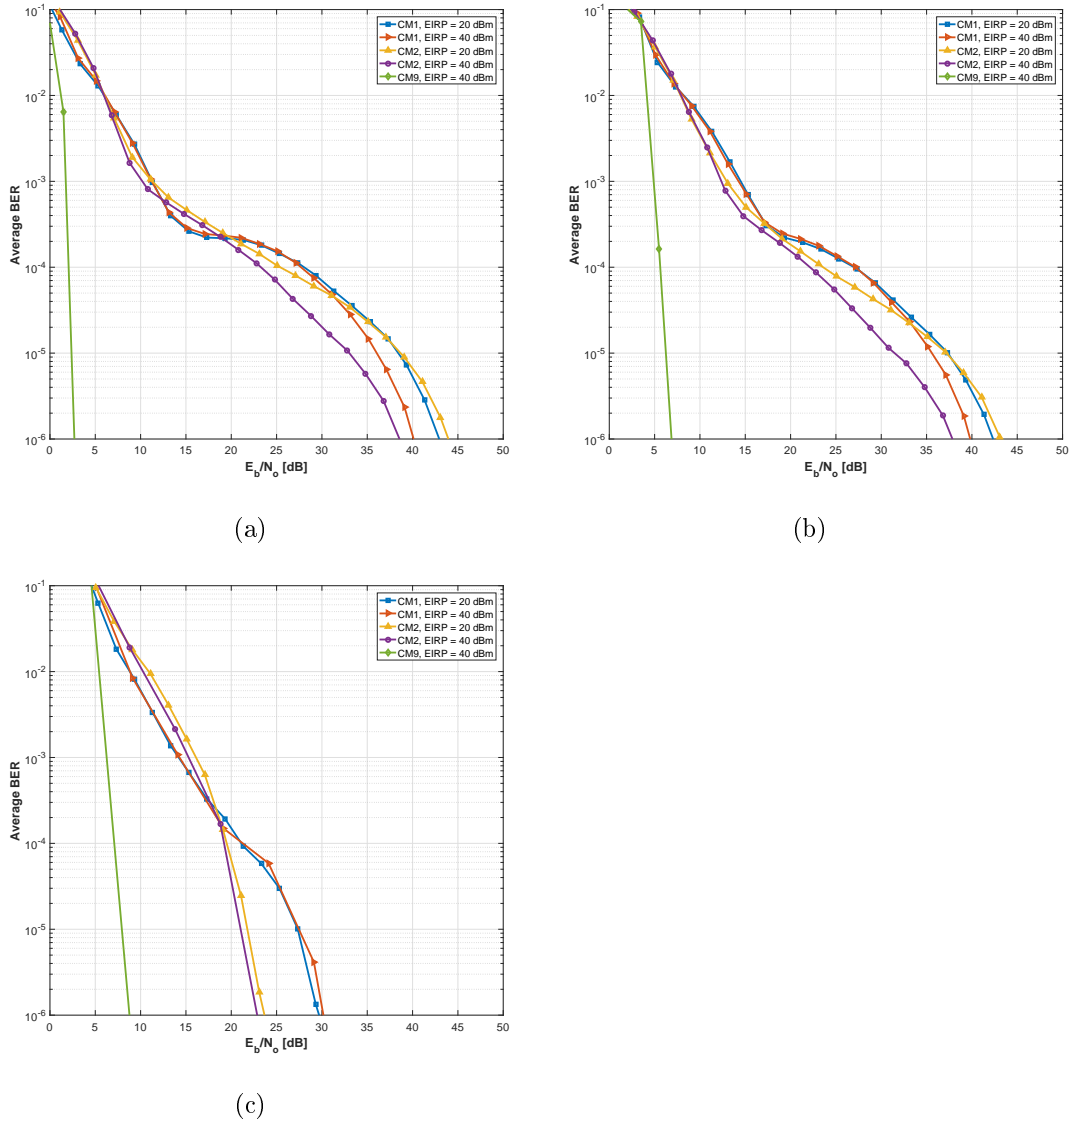 10^-1
10^-2
10^-3
10^-4
10^-5
10^-6
Average BER
0 5 10 15 20 25 30 35 40 45 50
E_b/N_o [dB]
CM1, EIRP = 20 dBm
CM1, EIRP = 40 dBm
CM2, EIRP = 20 dBm
CM2, EIRP = 40 dBm
CM9, EIRP = 40 dBm
(a)
10^-1
10^-2
10^-3
10^-4
10^-5
10^-6
Average BER
0 5 10 15 20 25 30 35 40 45 50
E_b/N_o [dB]
CM1, EIRP = 20 dBm
CM1, EIRP = 40 dBm
CM2, EIRP = 20 dBm
CM2, EIRP = 40 dBm
CM9, EIRP = 40 dBm
(b)
10^-1
10^-2
10^-3
10^-4
10^-5
10^-6
Average BER
0 5 10 15 20 25 30 35 40 45 50
E_b/N_o [dB]
CM1, EIRP = 20 dBm
CM1, EIRP = 40 dBm
CM2, EIRP = 20 dBm
CM2, EIRP = 40 dBm
CM9, EIRP = 40 dBm
(c)